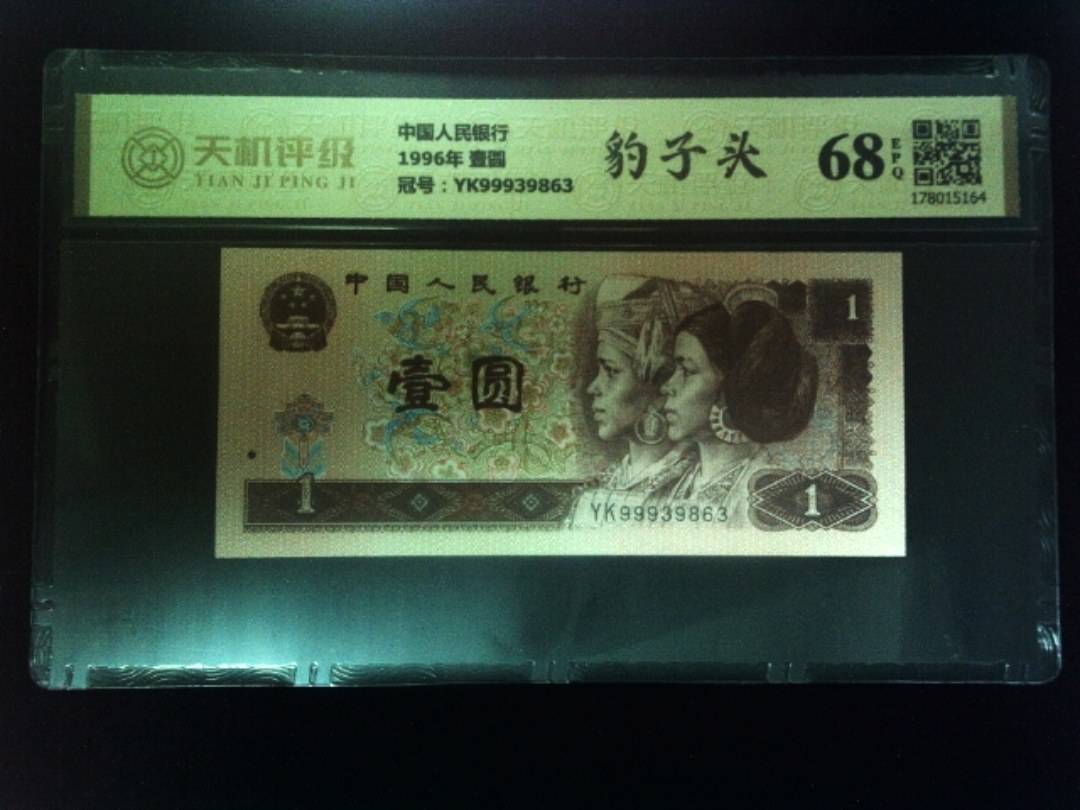 天机评级
TIAN JI PING JI
中国人民银行
1996年 壹圆
冠号：YK99939863
豹子头
68
EPQ
178015164
中国人民银行
1
壹圆
1
YK99939863
1